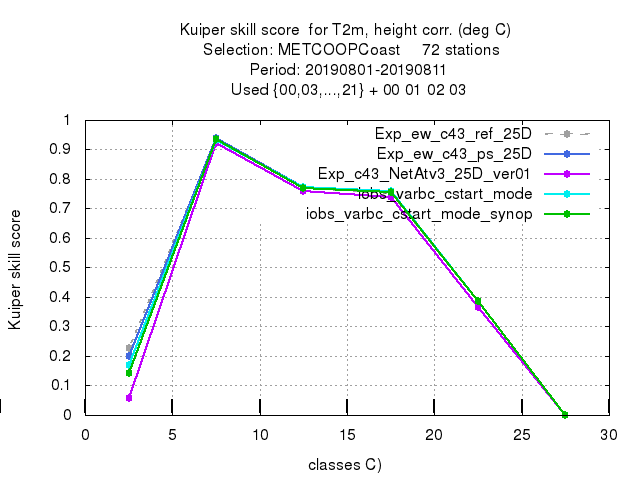 Kuiper skill score for T2m, height corr. (deg C)
Selection: METCOOPCoast 72 stations
Period: 20190801-20190811
Used {00,03,...,21} + 00 01 02 03
Kuiper skill score
1
0.9
0.8
0.7
0.6
0.5
0.4
0.3
0.2
0.1
0
Exp_ew_c43_ref_25D
Exp_ew_c43_ps_25D
Exp_c43_NetAtv3_25D_ver01
iobs_varbc_cstart_mode
iobs_varbc_cstart_mode_synop
0 5 10 15 20 25 30
classes C)